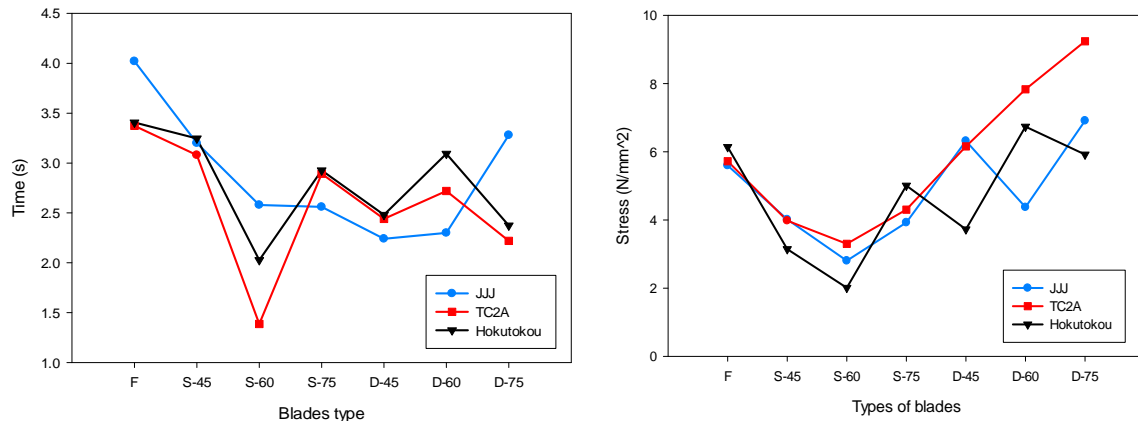 4.5
4.0
3.5
3.0
2.5
2.0
1.5
1.0
Time (s)
F S-45 S-60 S-75 D-45 D-60 D-75
Blades type
JJJ
TC2A
Hokutokou
10
8
6
4
2
0
Stress (N/mm^2)
F S-45 S-60 S-75 D-45 D-60 D-75
Types of blades
JJJ
TC2A
Hokutokou